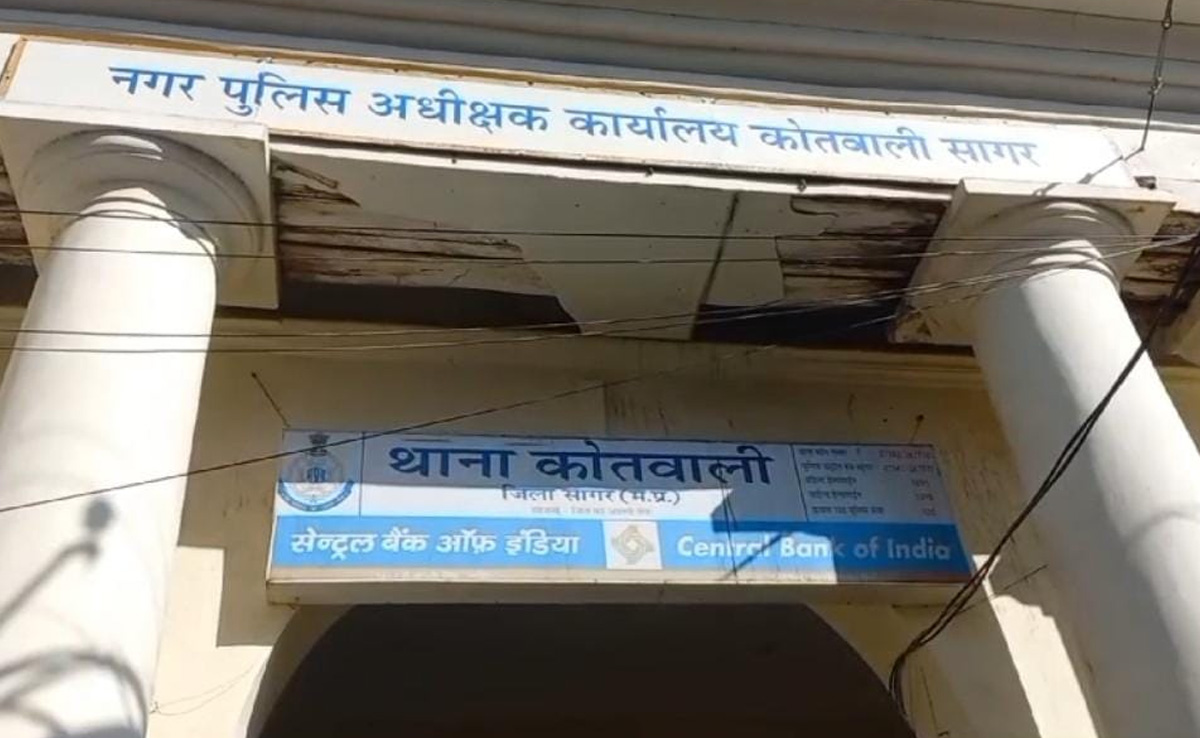 नगर पुलिस अधीक्षक कार्यालय कोतवाली सागर
थाना कोतवाली
जिला सागर (म.प्र.)
सेन्ट्रल बैंक ऑफ़ इंडिया
Central Bank of India